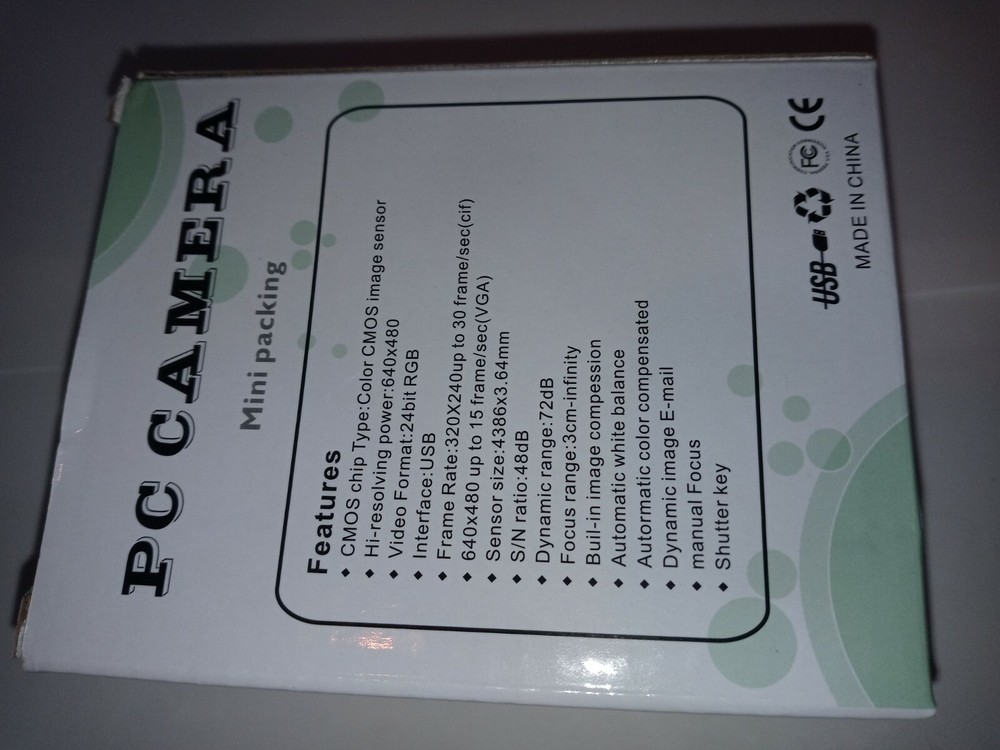 PC CAMERA
Mini packing
Features
◆ CMOS chip Type:Color CMOS image sensor
◆ Hi-resolving power:640x480
◆ Video Format:24bit RGB
◆ Interface:USB
◆ Frame Rate:320X240up to 30 frame/sec(cif)
◆ 640x480 up to 15 frame/sec(VGA)
◆ Sensor size:4386x3.64mm
◆ S/N ratio:48dB
◆ Dynamic range:72dB
◆ Focus range:3cm-infinity
◆ Buil-in image compession
◆ Automatic white balance
◆ Autormatic color compensated
◆ Dynamic image E-mail
◆ manual Focus
◆ Shutter key
USB FC CE
MADE IN CHINA